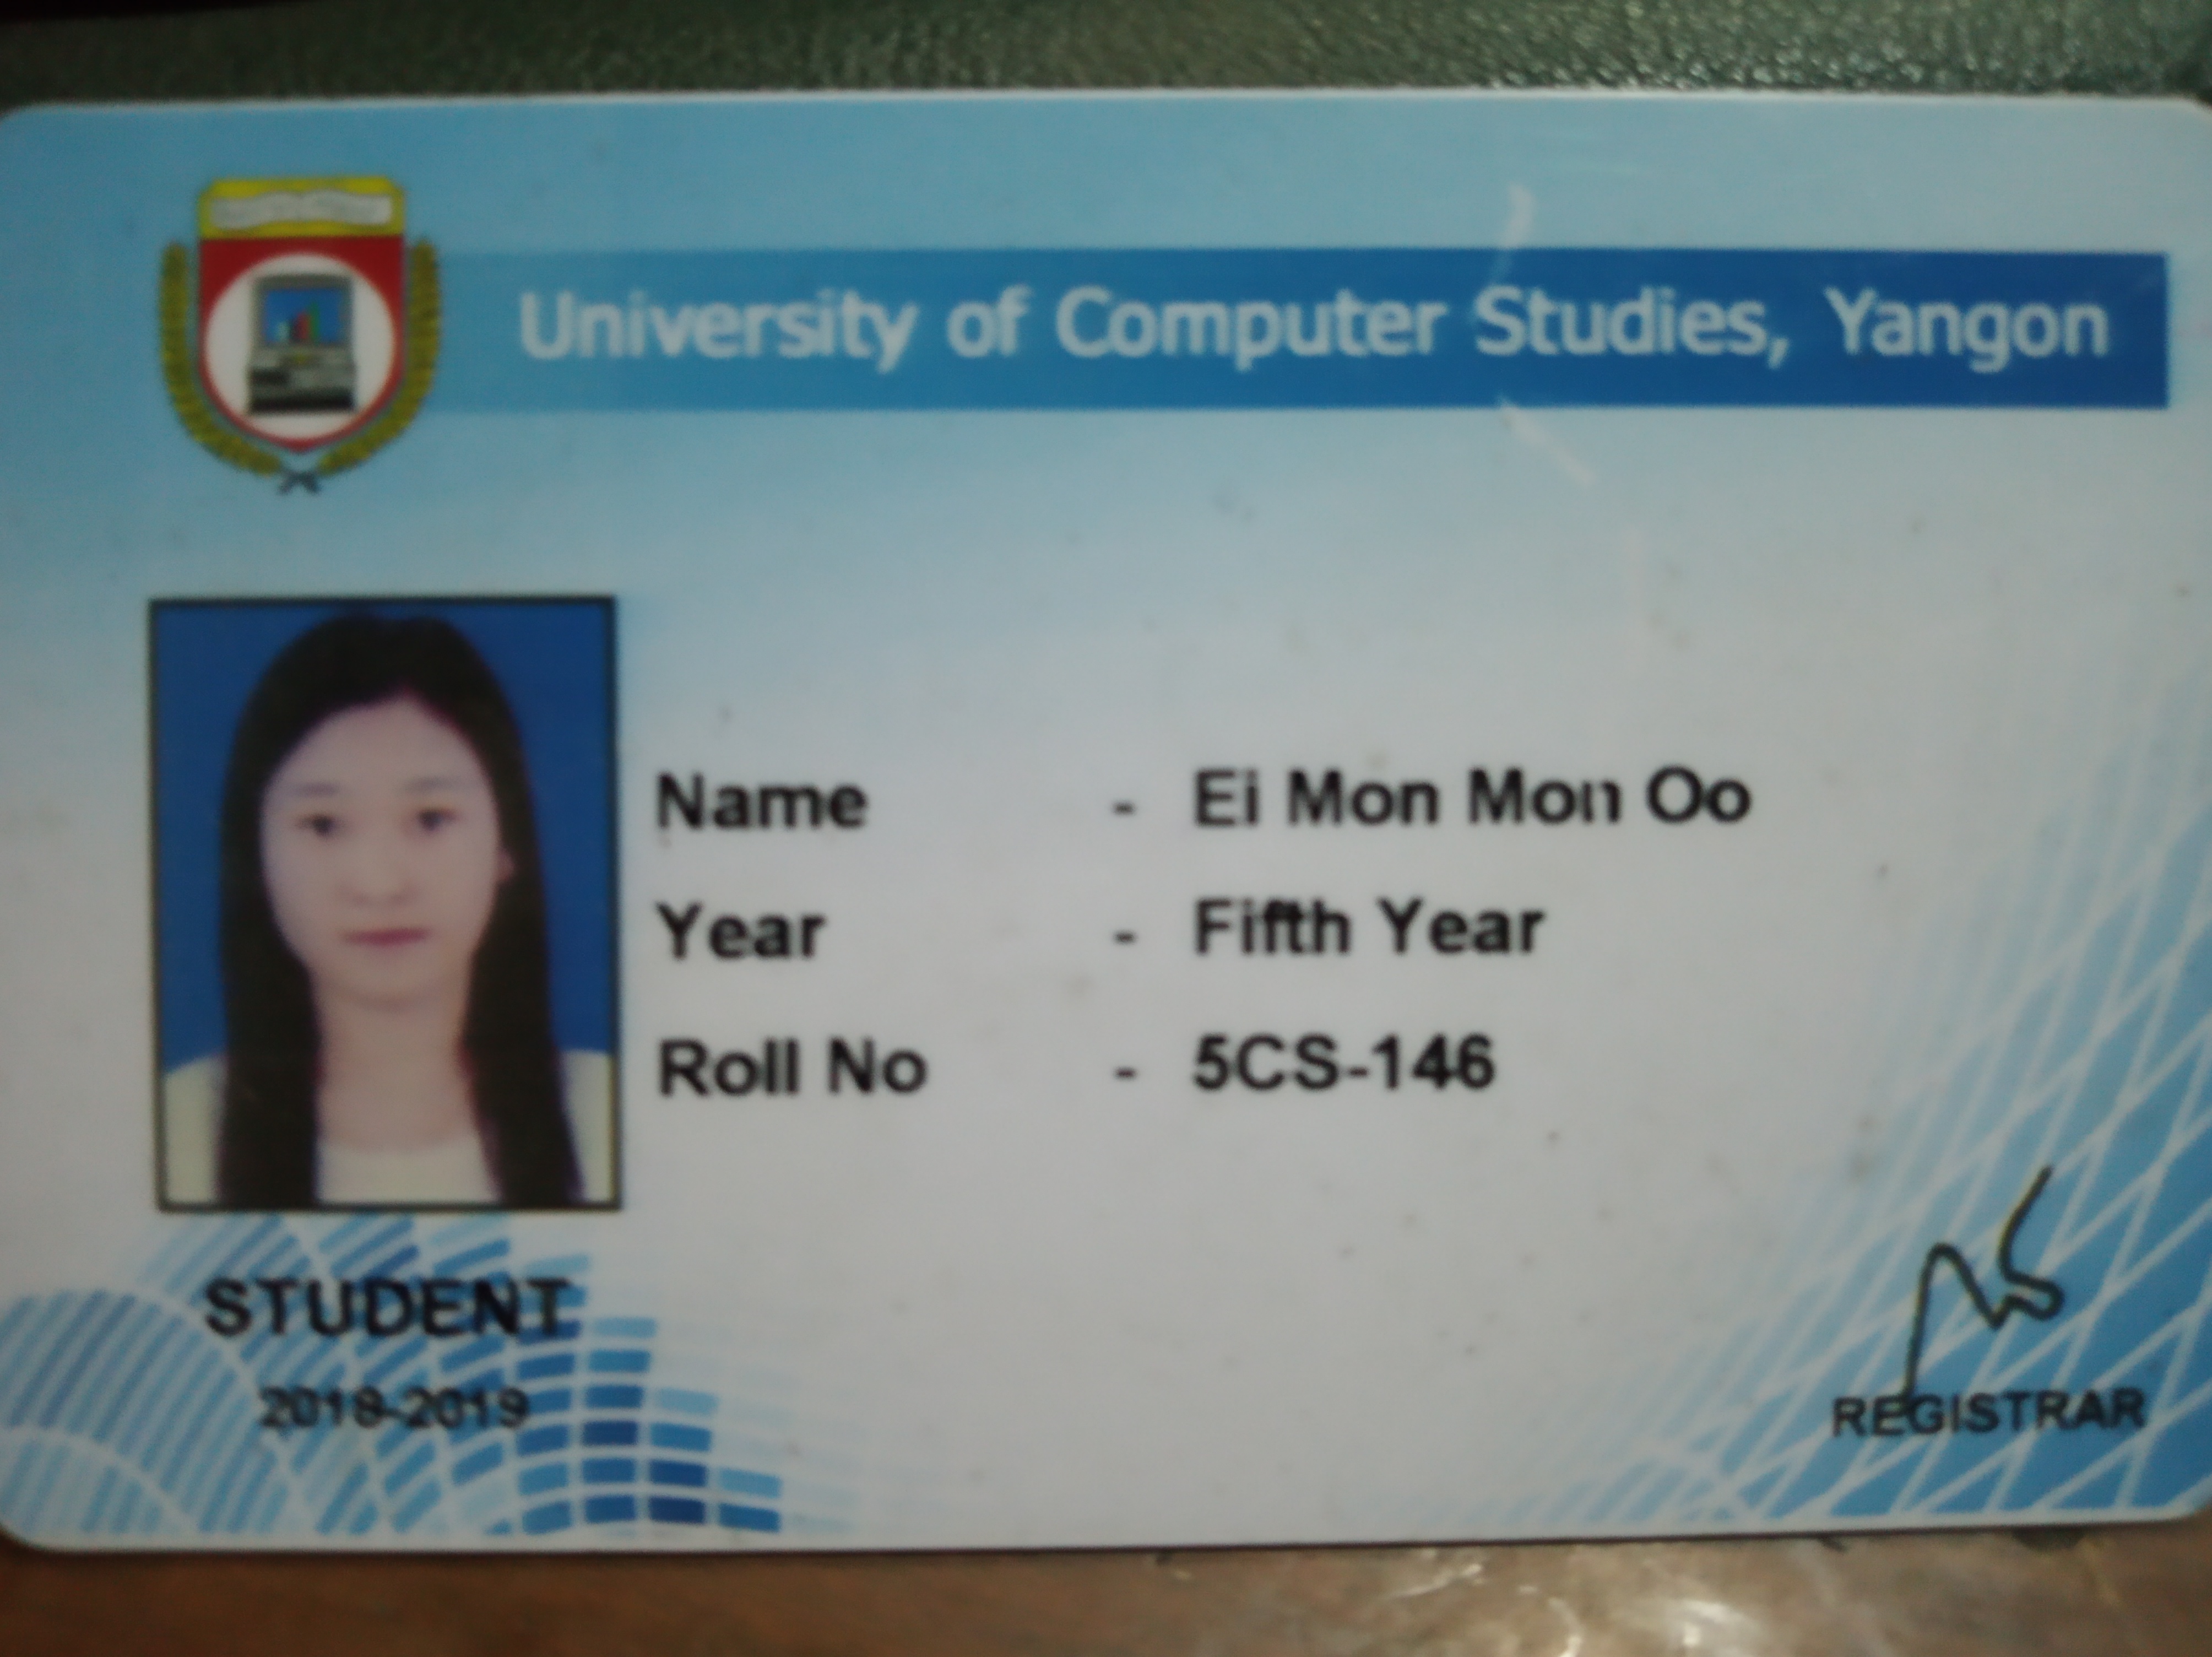 University of Computer Studies, Yangon
Name - Ei Mon Mon Oo
Year - Fifth Year
Roll No - 5CS-146
STUDENT
2018-2019
REGISTRAR